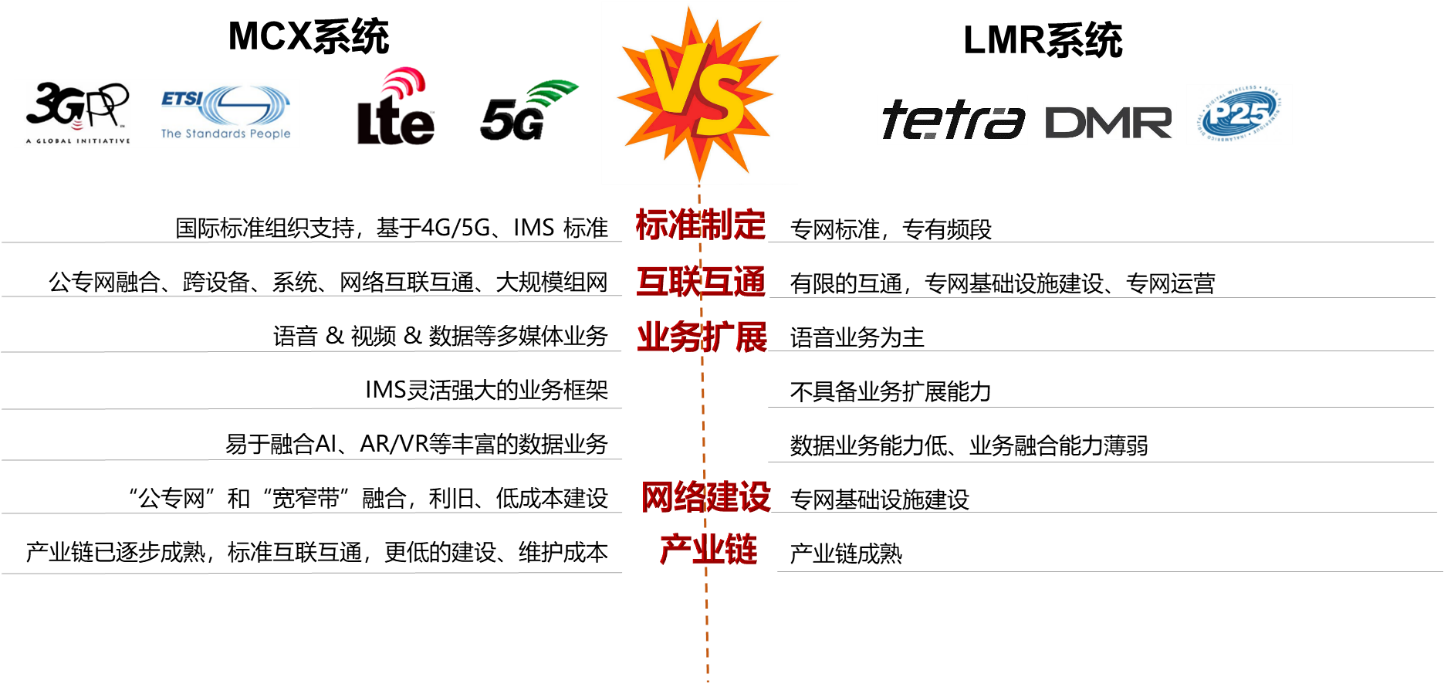 MCX系统
VS
LMR系统
3GPP
A GLOBAL INITIATIVE
ETSI
The Standards People
Lte
5G
tetra
DMR
P25
国际标准组织支持，基于4G/5G、IMS 标准
标准制定
专网标准，专有频段
公专网融合、跨设备、系统、网络互联互通、大规模组网
互联互通
有限的互通，专网基础设施建设、专网运营
语音 & 视频 & 数据等多媒体业务
业务扩展
语音业务为主
IMS灵活强大的业务框架
不具备业务扩展能力
易于融合AI、AR/VR等丰富的数据业务
数据业务能力低、业务融合能力薄弱
“公专网”和“宽窄带”融合，利旧、低成本建设
网络建设
专网基础设施建设
产业链已逐步成熟，标准互联互通，更低的建设、维护成本
产业链
产业链成熟